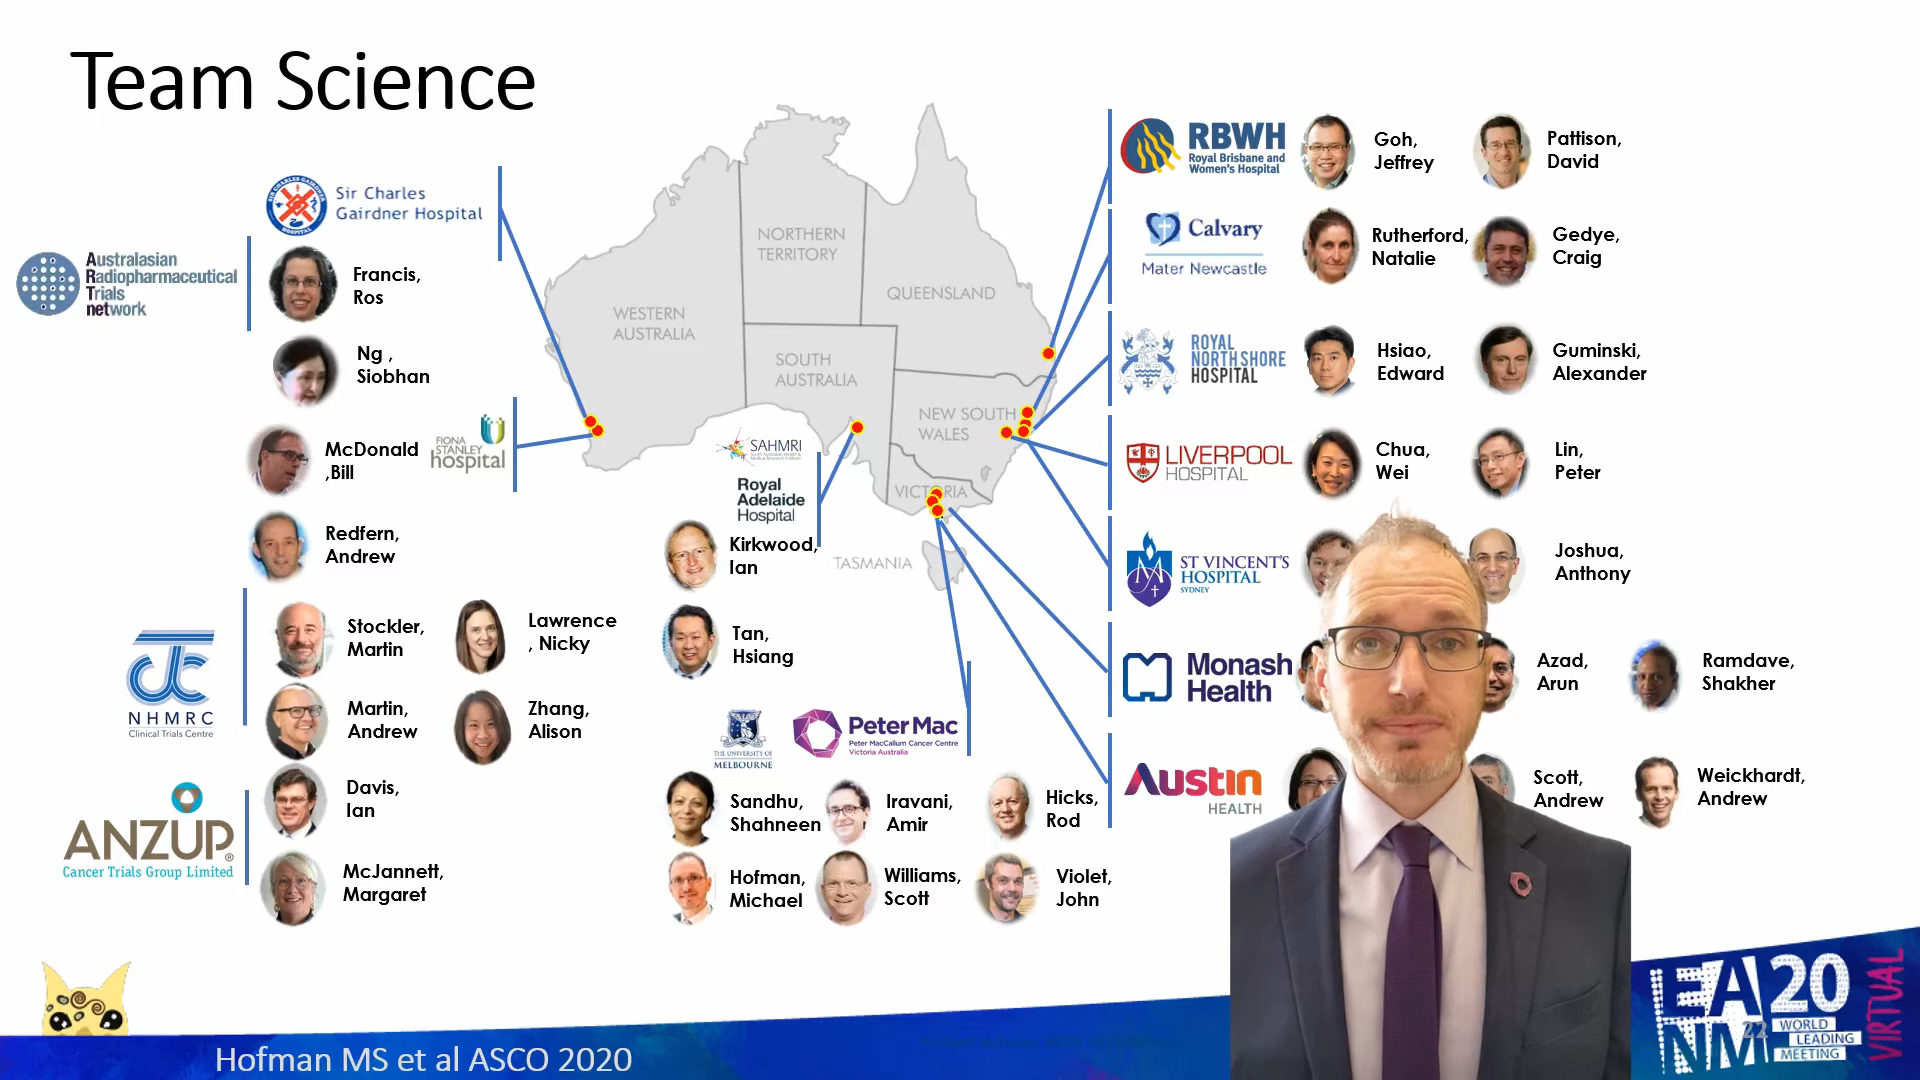 Team Science
Sir Charles
Gairdner Hospital
Australasian
Radiopharmaceutical
Trials
network
Francis,
Ros
Ng ,
Siobhan
McDonald
,Bill
FIONA
STANLEY
hospital
Redfern,
Andrew
NHMRC
Clinical Trials Centre
Stockler,
Martin
Lawrence
, Nicky
Martin,
Andrew
Zhang,
Alison
ANZUP
Cancer Trials Group Limited
Davis,
Ian
McJannett,
Margaret
NORTHERN
TERRITORY
WESTERN
AUSTRALIA
SOUTH
AUSTRALIA
QUEENSLAND
NEW SOUTH
WALES
VICTORIA
TASMANIA
SAHMRI
Royal
Adelaide
Hospital
Kirkwood,
Ian
Tan,
Hsiang
THE UNIVERSITY OF
MELBOURNE
Peter Mac
Peter MacCallum Cancer Centre
Victoria Australia
Sandhu,
Shahneen
Iravani,
Amir
Hicks,
Rod
Hofman,
Michael
Williams,
Scott
Violet,
John
RBWH
Royal Brisbane and
Women's Hospital
Goh,
Jeffrey
Pattison,
David
Calvary
Mater Newcastle
Rutherford,
Natalie
Gedye,
Craig
ROYAL
NORTH SHORE
HOSPITAL
Hsiao,
Edward
Guminski,
Alexander
LIVERPOOL
HOSPITAL
Chua,
Wei
Lin,
Peter
ST VINCENT'S
HOSPITAL
SYDNEY
Joshua,
Anthony
Monash
Health
Azad,
Arun
Ramdave,
Shakher
Austin
HEALTH
Scott,
Andrew
Weickhardt,
Andrew
Hofman MS et al ASCO 2020
22
EANM 20
WORLD
LEADING
MEETING
VIRTUAL